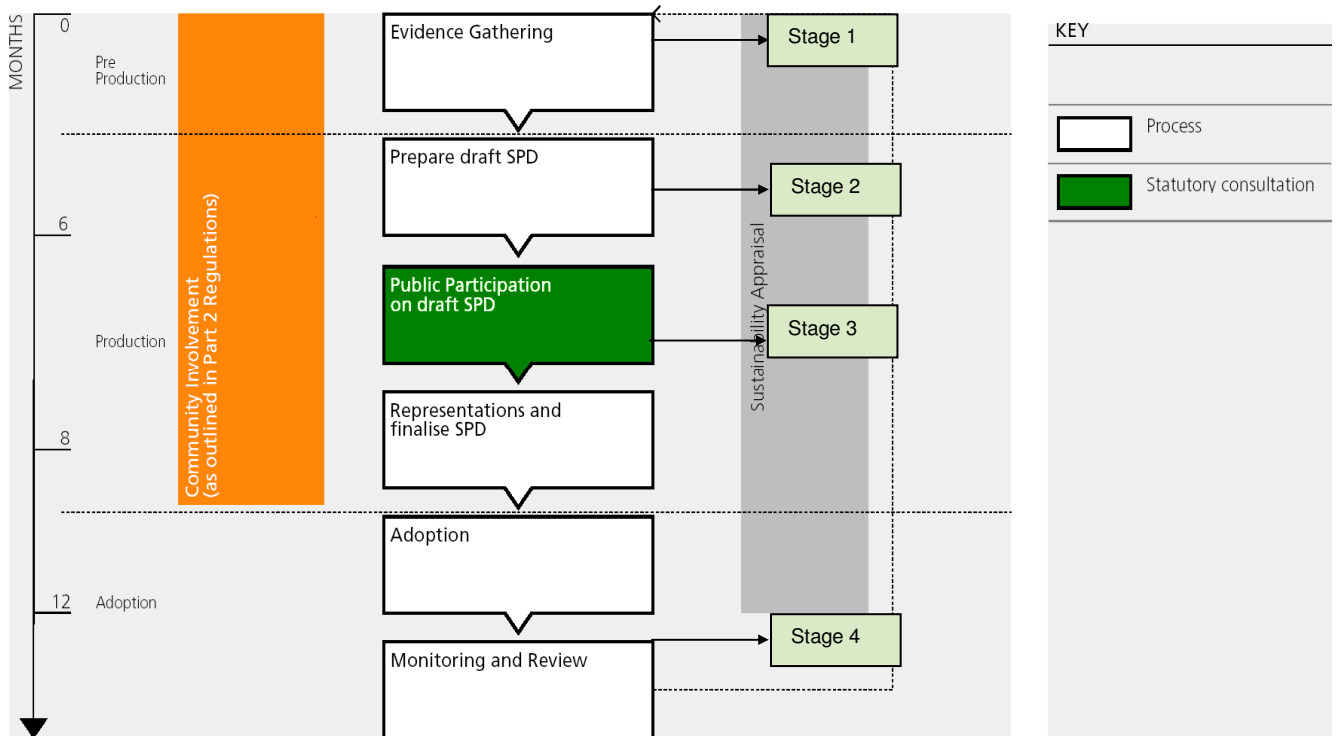 MONTHS
0
Pre
Production
6
Production
8
12
Adoption
Community Involvement
(as outlined in Part 2 Regulations)
Evidence Gathering
Prepare draft SPD
Public Participation
on draft SPD
Representations and
finalise SPD
Adoption
Monitoring and Review
Sustainability Appraisal
Stage 1
Stage 2
Stage 3
Stage 4
KEY
Process
Statutory consultation